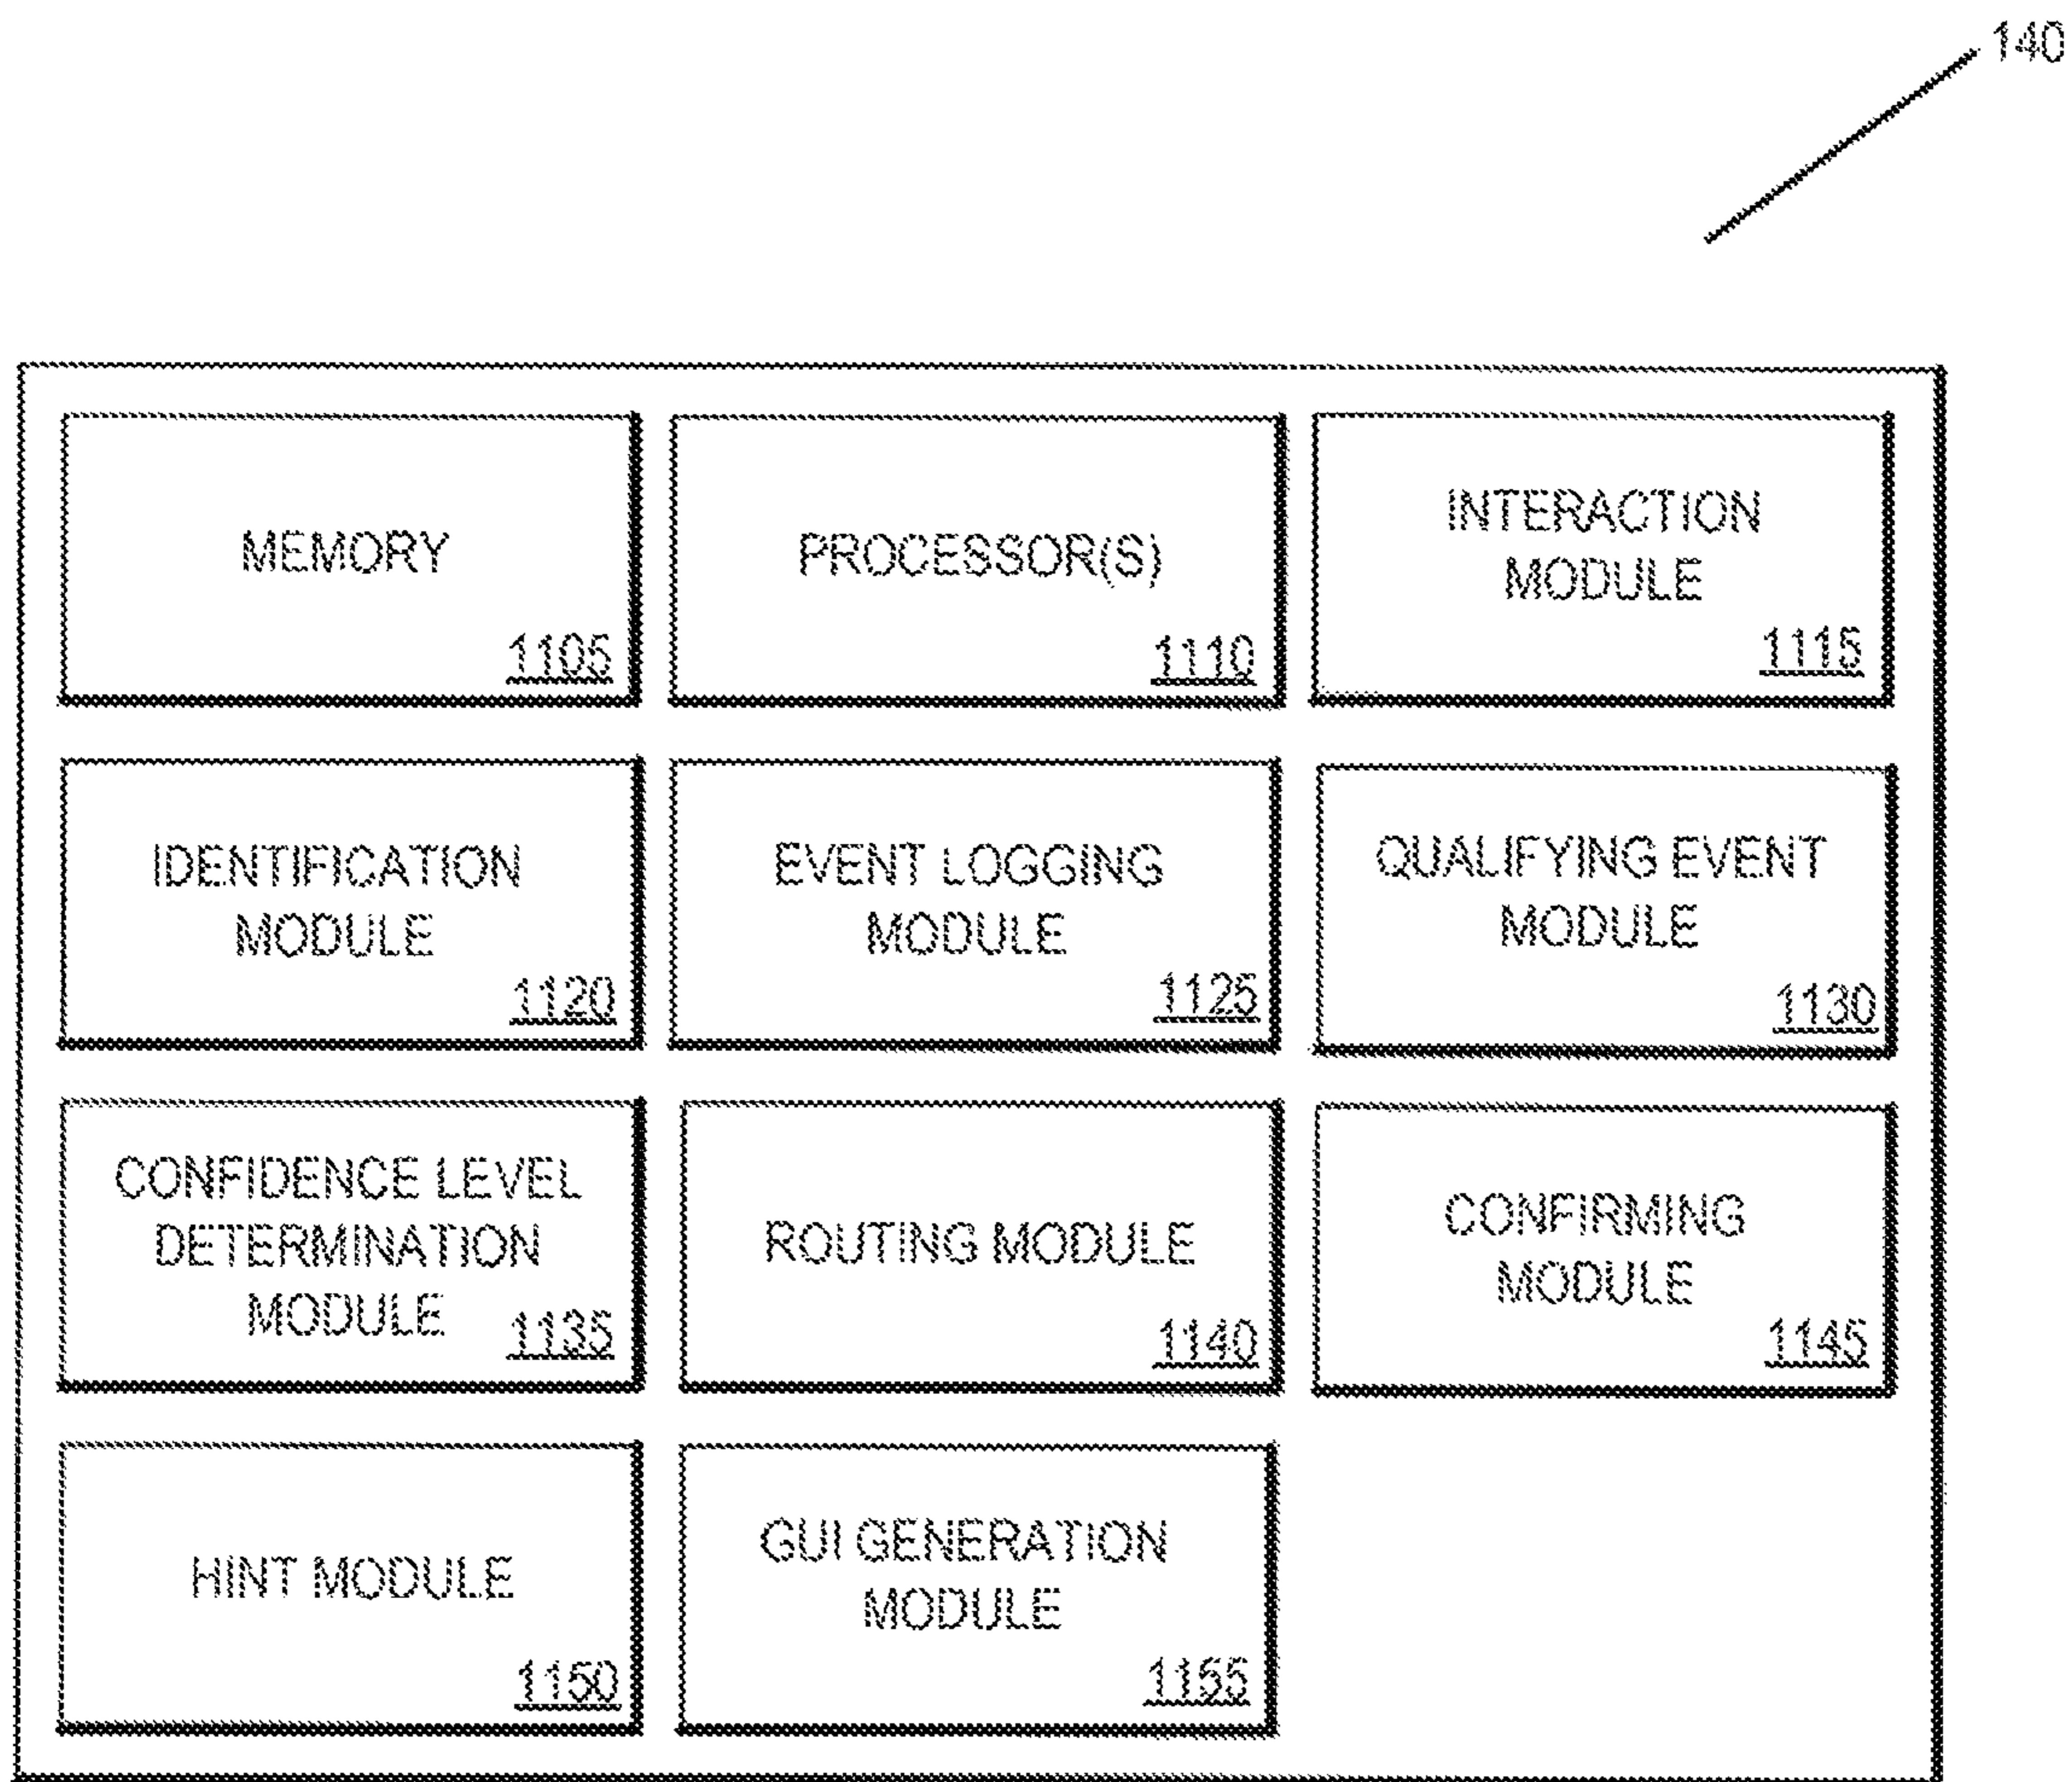 140
MEMORY
1105
PROCESSOR(S)
1110
INTERACTION
MODULE
1115
IDENTIFICATION
MODULE
1120
EVENT LOGGING
MODULE
1125
QUALIFYING EVENT
MODULE
1130
CONFIDENCE LEVEL
DETERMINATION
MODULE
1135
ROUTING MODULE
1140
CONFIRMING
MODULE
1145
HINT MODULE
1150
GUI GENERATION
MODULE
1155